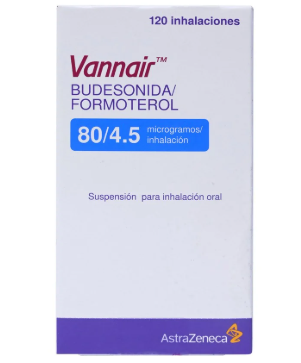 120 inhalaciones
Vannair™
BUDESONIDA/
FORMOTEROL
80/4.5 microgramos/
inhalación
Suspensión para inhalación oral
AstraZeneca